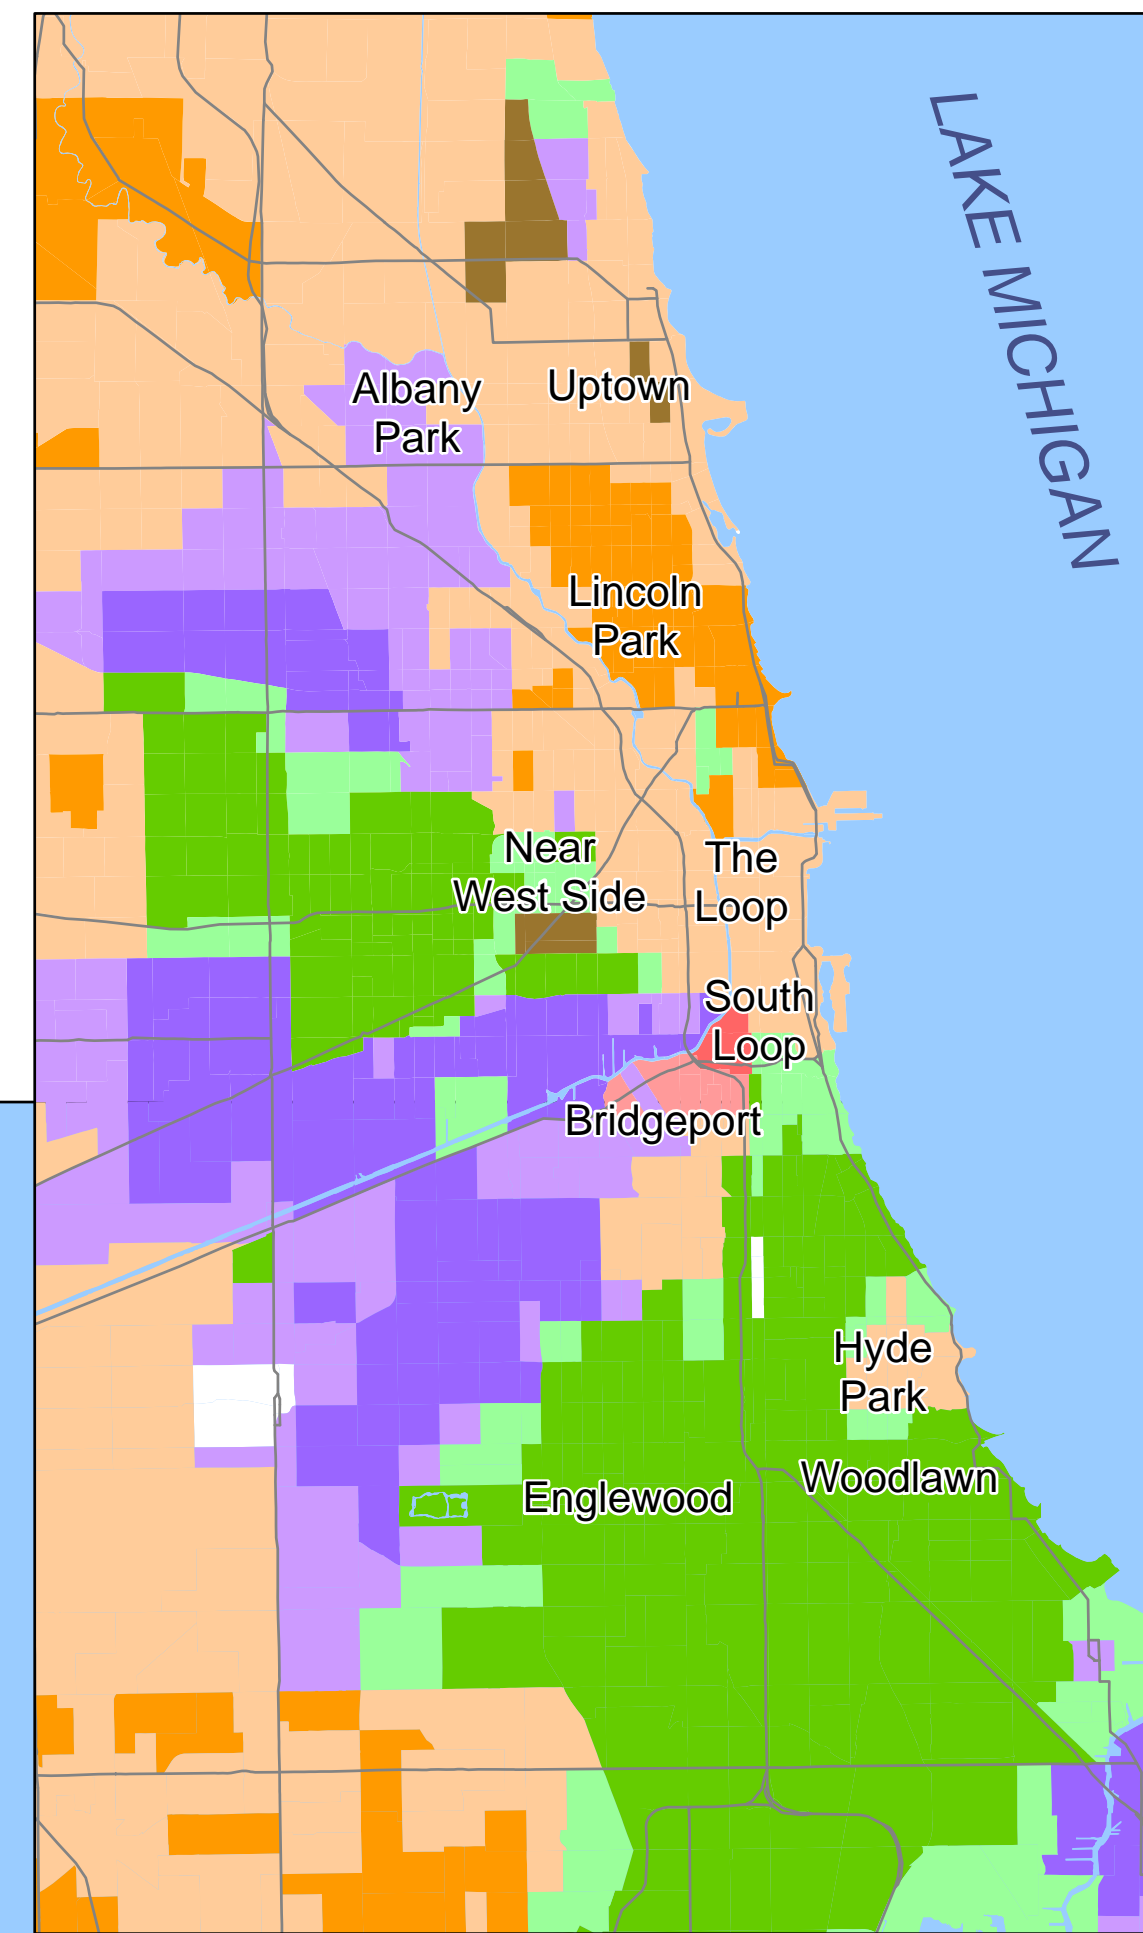 LAKE MICHIGAN
Albany
Park
Uptown
Lincoln
Park
Near
West Side
The
Loop
South
Loop
Bridgeport
Hyde
Park
Woodlawn
Englewood